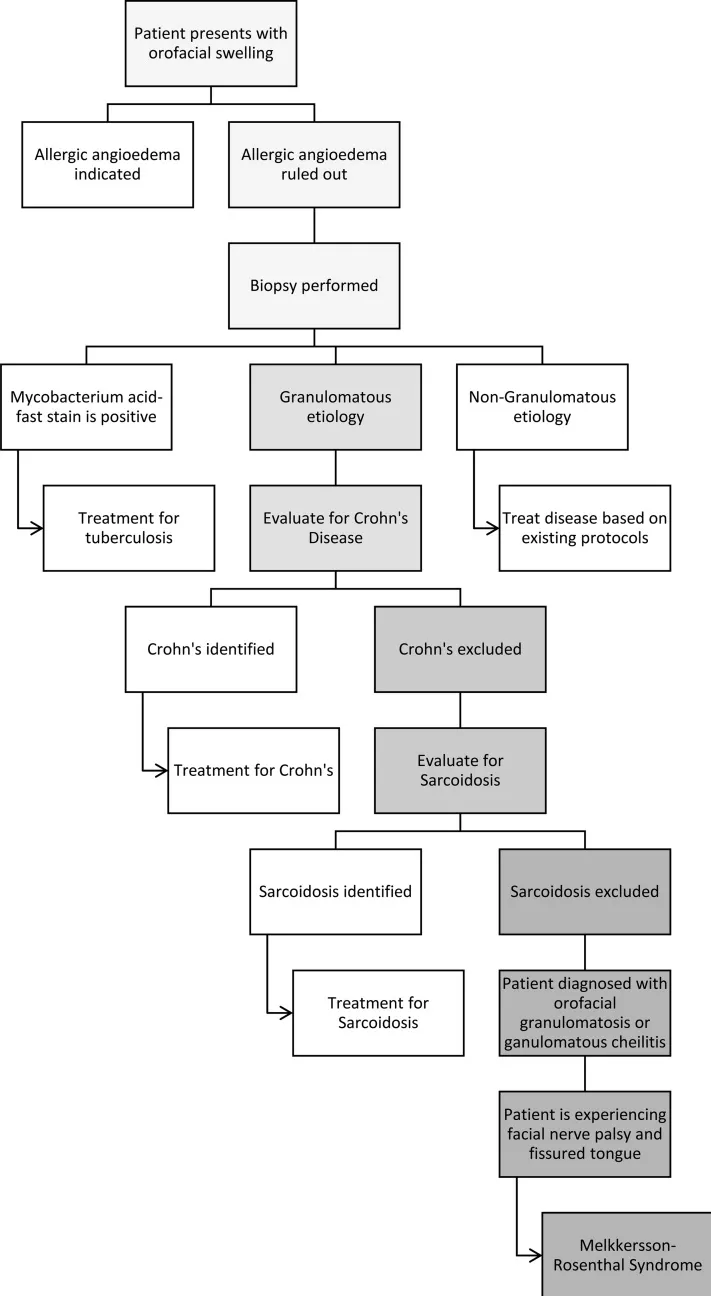 Patient presents with
orofacial swelling
Allergic angioedema
indicated
Allergic angioedema
ruled out
Biopsy performed
Mycobacterium acid-
fast stain is positive
Granulomatous
etiology
Non-Granulomatous
etiology
Treatment for
tuberculosis
Evaluate for Crohn's
Disease
Treat disease based on
existing protocols
Crohn's identified
Crohn's excluded
Treatment for Crohn's
Evaluate for
Sarcoidosis
Sarcoidosis identified
Sarcoidosis excluded
Treatment for
Sarcoidosis
Patient diagnosed with
orofacial
granulomatosis or
ganulomatous cheilitis
Patient is experiencing
facial nerve palsy and
fissured tongue
Melkkersson-
Rosenthal Syndrome